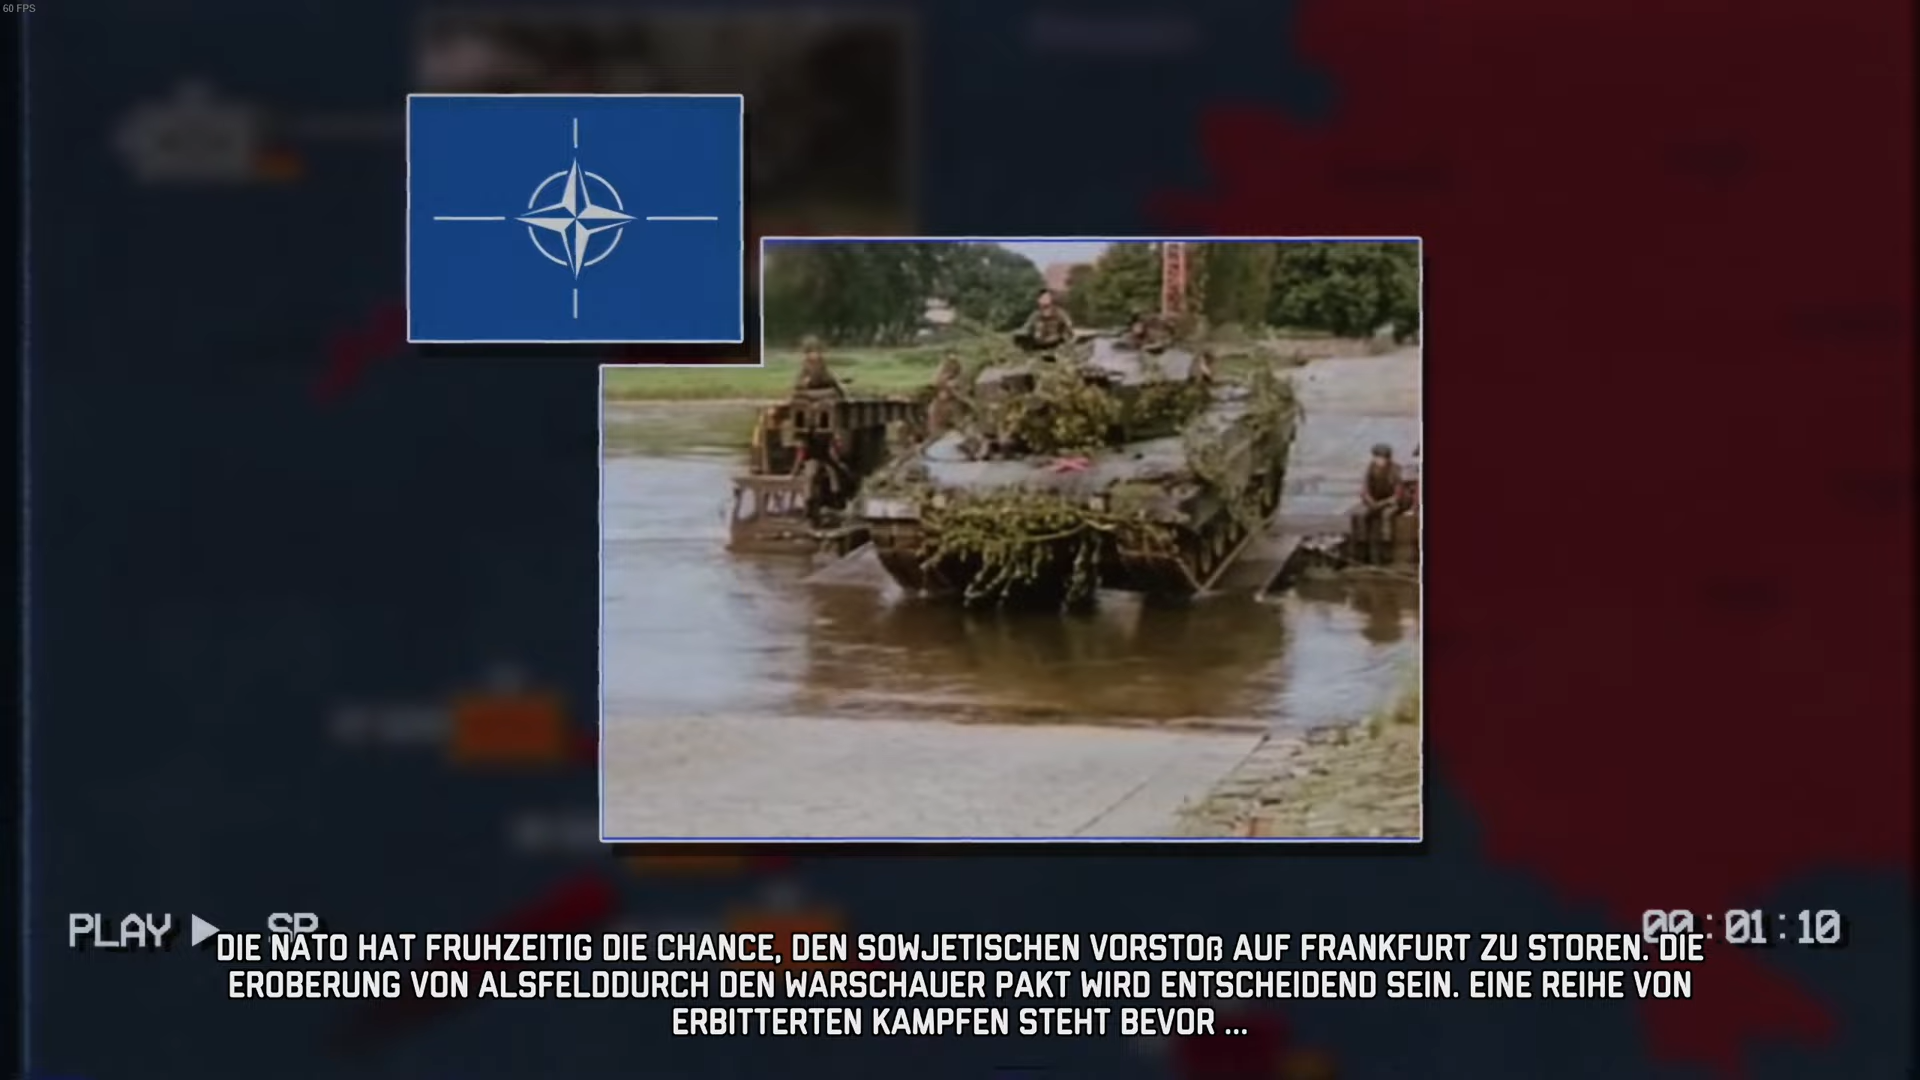 60 FPS
PLAY SP
00:01:10
DIE NATO HAT FRUHZEITIG DIE CHANCE, DEN SOWJETISCHEN VORSTOß AUF FRANKFURT ZU STOREN. DIE
EROBERUNG VON ALSFELDDURCH DEN WARSCHAUER PAKT WIRD ENTSCHEIDEND SEIN. EINE REIHE VON
ERBITTERTEN KAMPFEN STEHT BEVOR ...